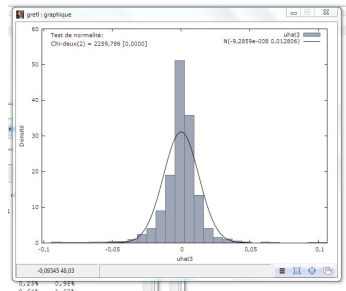 gretl : graphique
Test de normalité:
Chi-deux(2) = 2259,786 [0,0000]
uhat3
N(-9,2859e-008 0,012806)
60
50
40
30
20
10
0
Densité
-0,1
-0,05
0
0,05
0,1
uhat3
-0,09345 48,03
0,23% 0,98%